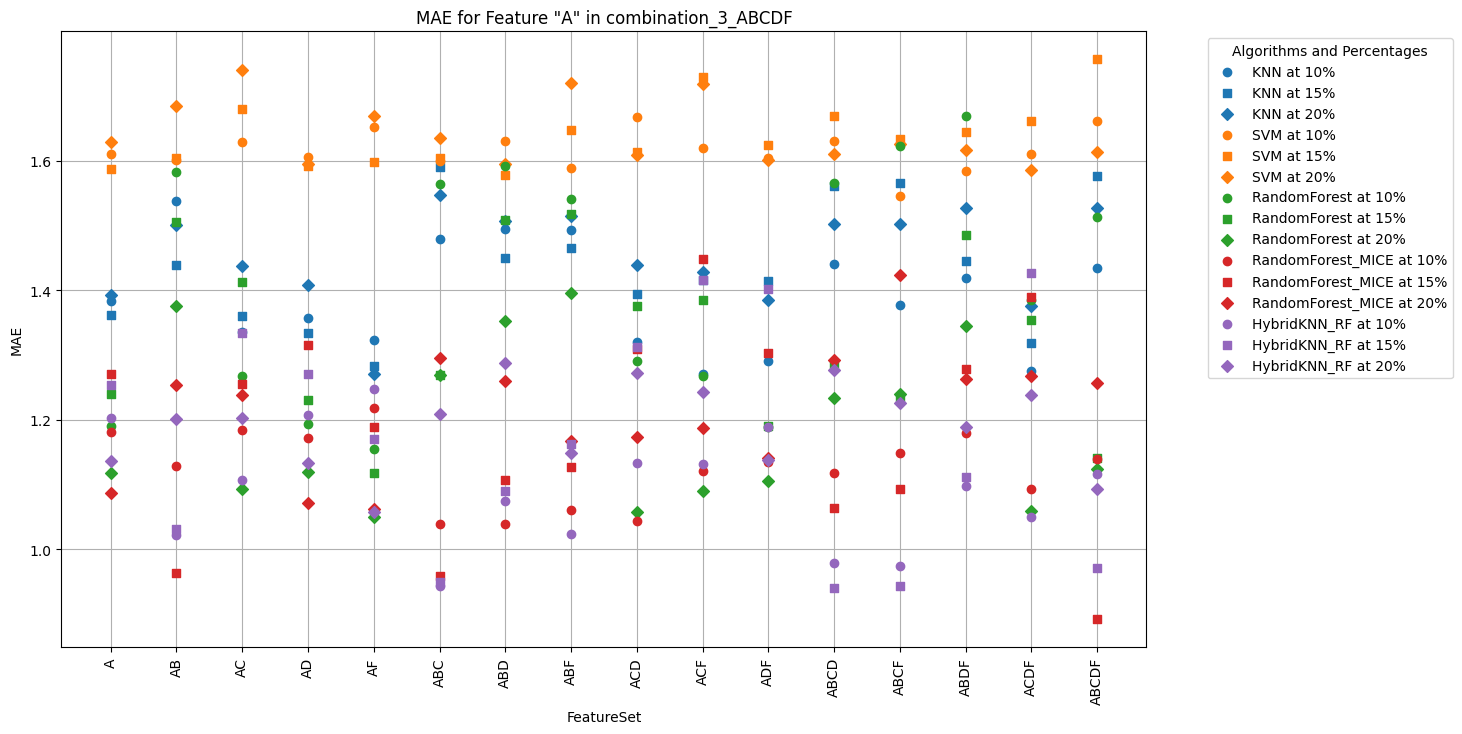 MAE for Feature "A" in combination_3_ABCDF
Algorithms and Percentages
KNN at 10%
KNN at 15%
KNN at 20%
SVM at 10%
SVM at 15%
SVM at 20%
RandomForest at 10%
RandomForest at 15%
RandomForest at 20%
RandomForest_MICE at 10%
RandomForest_MICE at 15%
RandomForest_MICE at 20%
HybridKNN_RF at 10%
HybridKNN_RF at 15%
HybridKNN_RF at 20%
MAE
1.6
1.4
1.2
1.0
A
AB
AC
AD
AF
ABC
ABD
ABF
ACD
ACF
ADF
ABCD
ABCF
ABDF
ACDF
ABCDF
FeatureSet